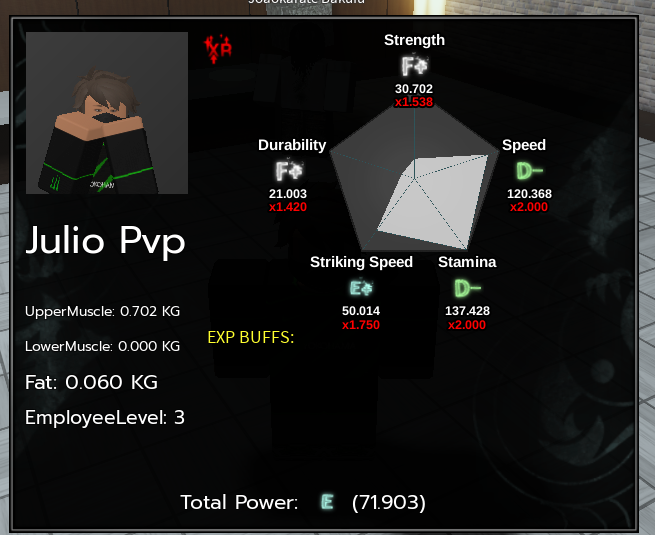 Strength
F+
30.702
x1.538
Durability
F+
21.003
x1.420
Speed
D-
120.368
x2.000
Striking Speed
E+
50.014
x1.750
Stamina
D-
137.428
x2.000
Julio Pvp
UpperMuscle: 0.702 KG
LowerMuscle: 0.000 KG
Fat: 0.060 KG
EmployeeLevel: 3
EXP BUFFS:
Total Power: E (71.903)